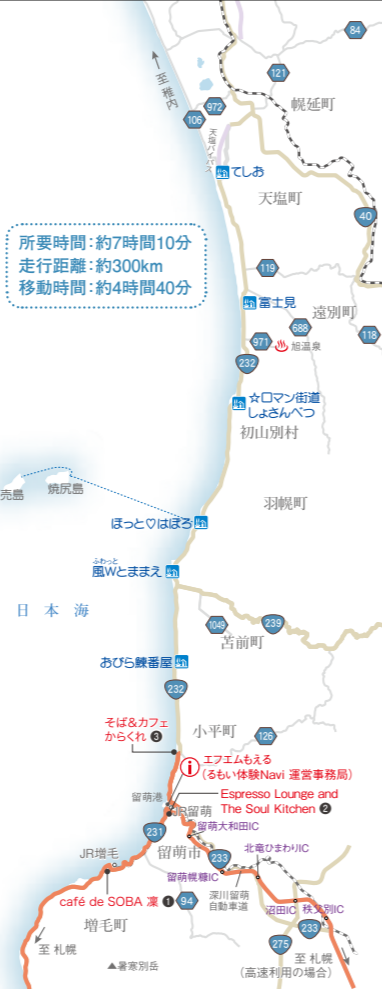 84
至 稚内
121
972
106
幌延町
天塩バイパス
てしお
天塩町
40
所要時間:約7時間10分
走行距離:約300km
移動時間:約4時間40分
119
富士見
遠別町
688
971
旭温泉
118
232
☆ロマン街道
しょさんべつ
初山別村
売島
焼尻島
羽幌町
ほっと♡はぼろ
ふわっと
風Wとままえ
日本海
1049
239
苫前町
おびら鰊番屋
232
小平町
そば&カフェ
からくれ ❸
126
i
エフエムもえる
(るもい体験Navi 運営事務局)
留萌港
JR留萌
Espresso Lounge and
The Soul Kitchen ❷
留萌大和田IC
231
留萌市
233
北竜ひまわりIC
JR増毛
留萌幌糠IC
深川留萌
自動車道
café de SOBA 凜 ❶
94
沼田IC
秩父別IC
増毛町
233
至 札幌
275
至 札幌
(高速利用の場合)
▲暑寒別岳